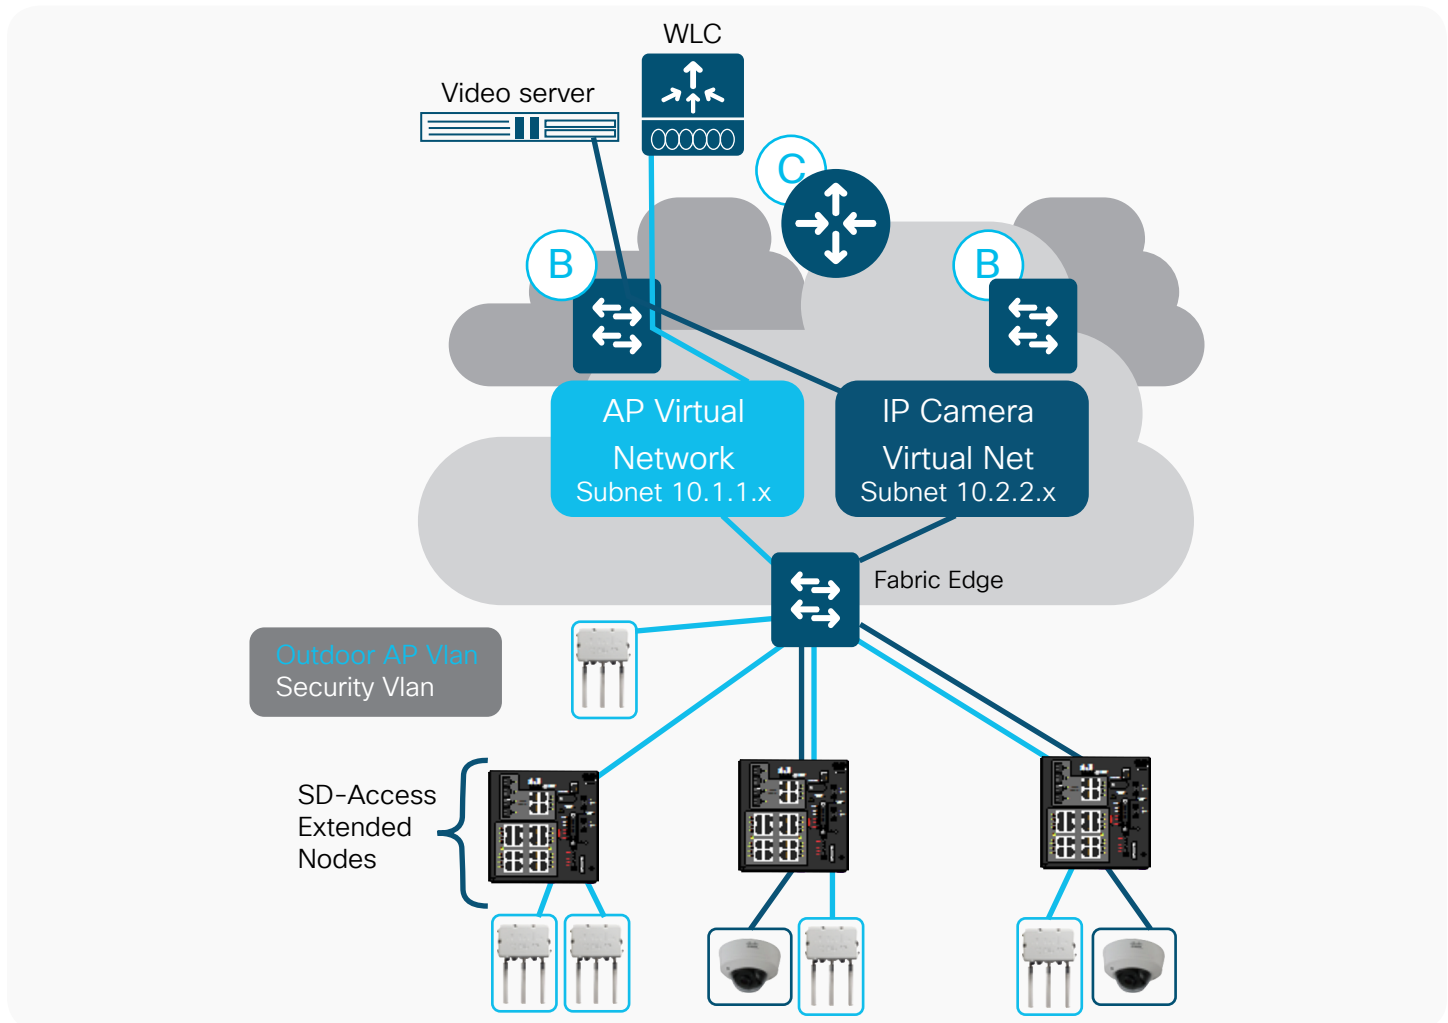 WLC
Video server
C
B
B
AP Virtual
Network
Subnet 10.1.1.x
IP Camera
Virtual Net
Subnet 10.2.2.x
Fabric Edge
Outdoor AP Vlan
Security Vlan
SD-Access
Extended
Nodes